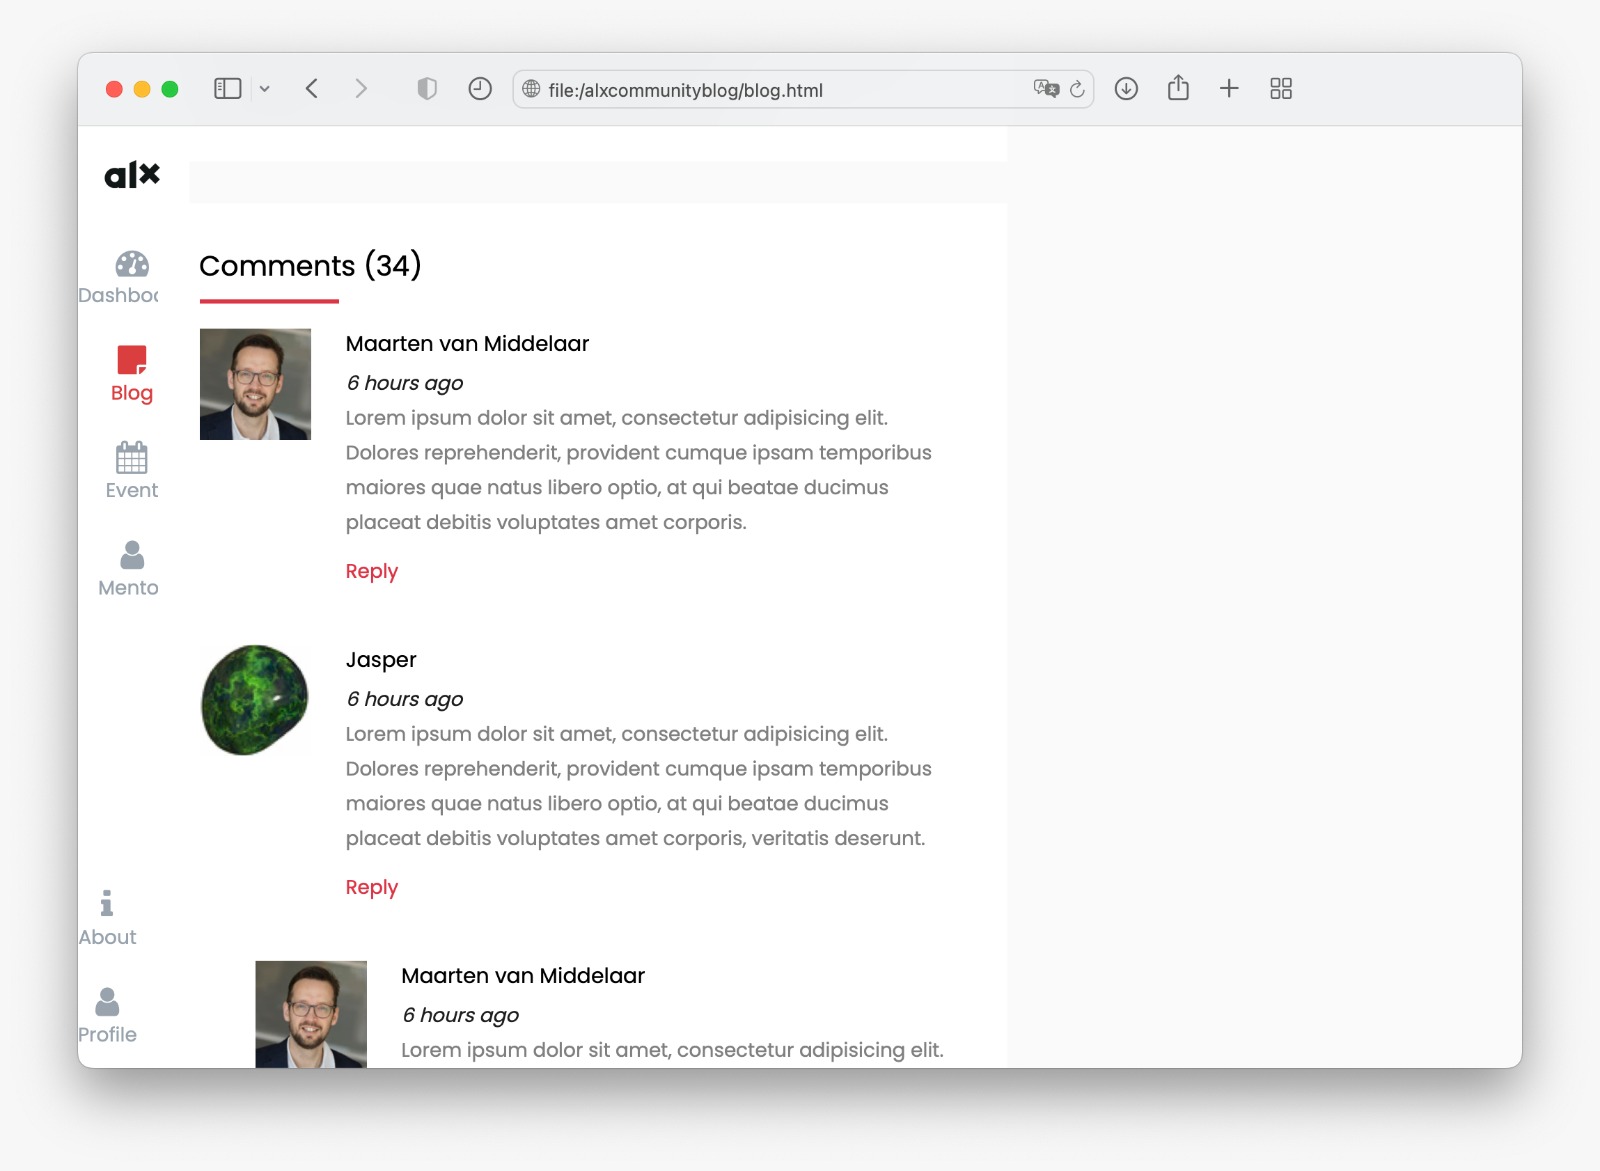 file:/alxcommunityblog/blog.html
alx
Dashboc
Blog
Event
Mento
About
Profile
Comments (34)
Maarten van Middelaar
6 hours ago
Lorem ipsum dolor sit amet, consectetur adipisicing elit.
Dolores reprehenderit, provident cumque ipsam temporibus
maiores quae natus libero optio, at qui beatae ducimus
placeat debitis voluptates amet corporis.
Reply
Jasper
6 hours ago
Lorem ipsum dolor sit amet, consectetur adipisicing elit.
Dolores reprehenderit, provident cumque ipsam temporibus
maiores quae natus libero optio, at qui beatae ducimus
placeat debitis voluptates amet corporis, veritatis deserunt.
Reply
Maarten van Middelaar
6 hours ago
Lorem ipsum dolor sit amet, consectetur adipisicing elit.